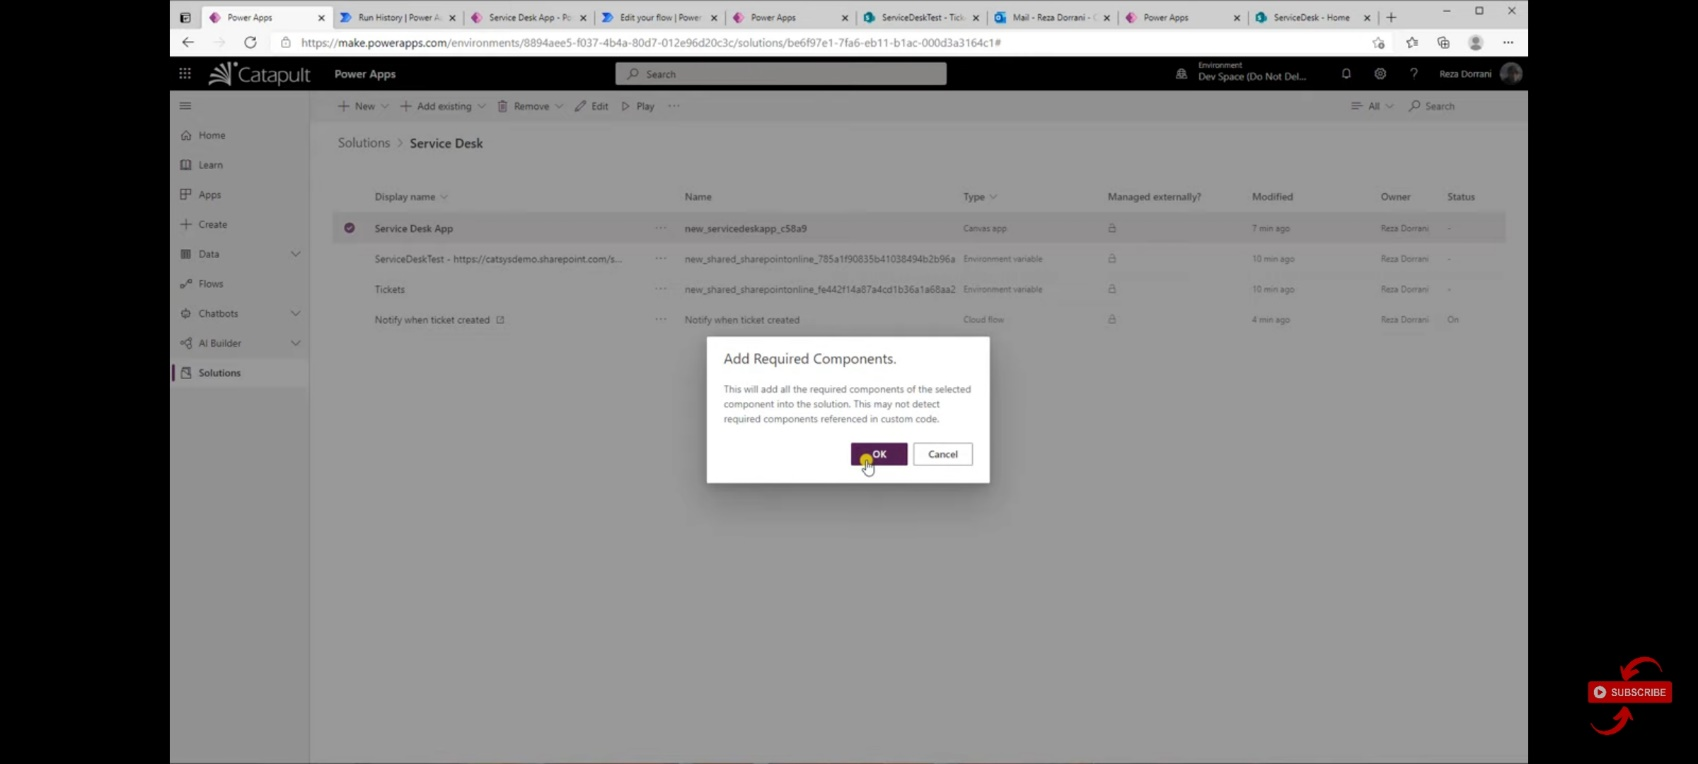 Power Apps
Run History | Power A
Service Desk App - Po
Edit your flow | Power
Power Apps
ServiceDeskTest - Tick
Mail - Reza Dorrani - C
Power Apps
ServiceDesk - Home
https://make.powerapps.com/environments/8894aee5-f037-4b4a-80d7-012e96d20c3c/solutions/be6f97e1-7fa6-eb11-b1ac-000d3a3164c1#
Catapult
Power Apps
Search
Environment
Dev Space (Do Not Del...
Reza Dorrani
New
Add existing
Remove
Edit
Play
All
Search
Home
Learn
Apps
Create
Data
Flows
Chatbots
AI Builder
Solutions
Solutions > Service Desk
Display name Name Type Managed externally? Modified Owner Status
Service Desk App ... new_servicedeskapp_c58a9 Canvas app 7 min ago Reza Dorrani -
ServiceDeskTest - https://catsysdemo.sharepoint.com/s... ... new_shared_sharepointonline_785a1f90835b41038494b2b96a Environment variable 10 min ago Reza Dorrani -
Tickets ... new_shared_sharepointonline_fe442f14a87a4cd1b36a1a68aa2 Environment variable 10 min ago Reza Dorrani -
Notify when ticket created ... Notify when ticket created Cloud flow 4 min ago Reza Dorrani On
Add Required Components.
This will add all the required components of the selected
component into the solution. This may not detect
required components referenced in custom code.
OK
Cancel
SUBSCRIBE